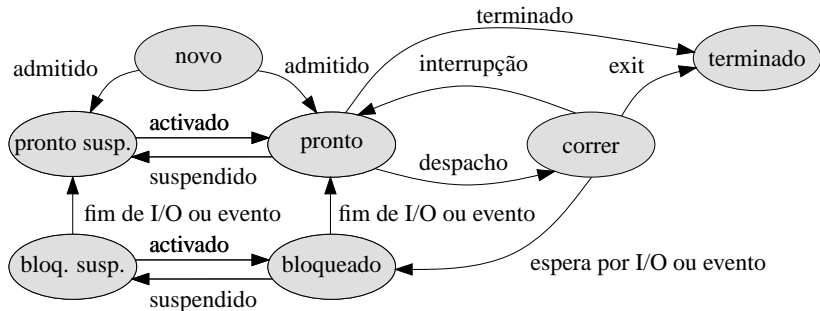 terminado
novo
admitido
admitido
interrupção
exit
terminado
pronto susp.
activado
suspendido
pronto
despacho
correr
fim de I/O ou evento
fim de I/O ou evento
bloq. susp.
activado
suspendido
bloqueado
espera por I/O ou evento